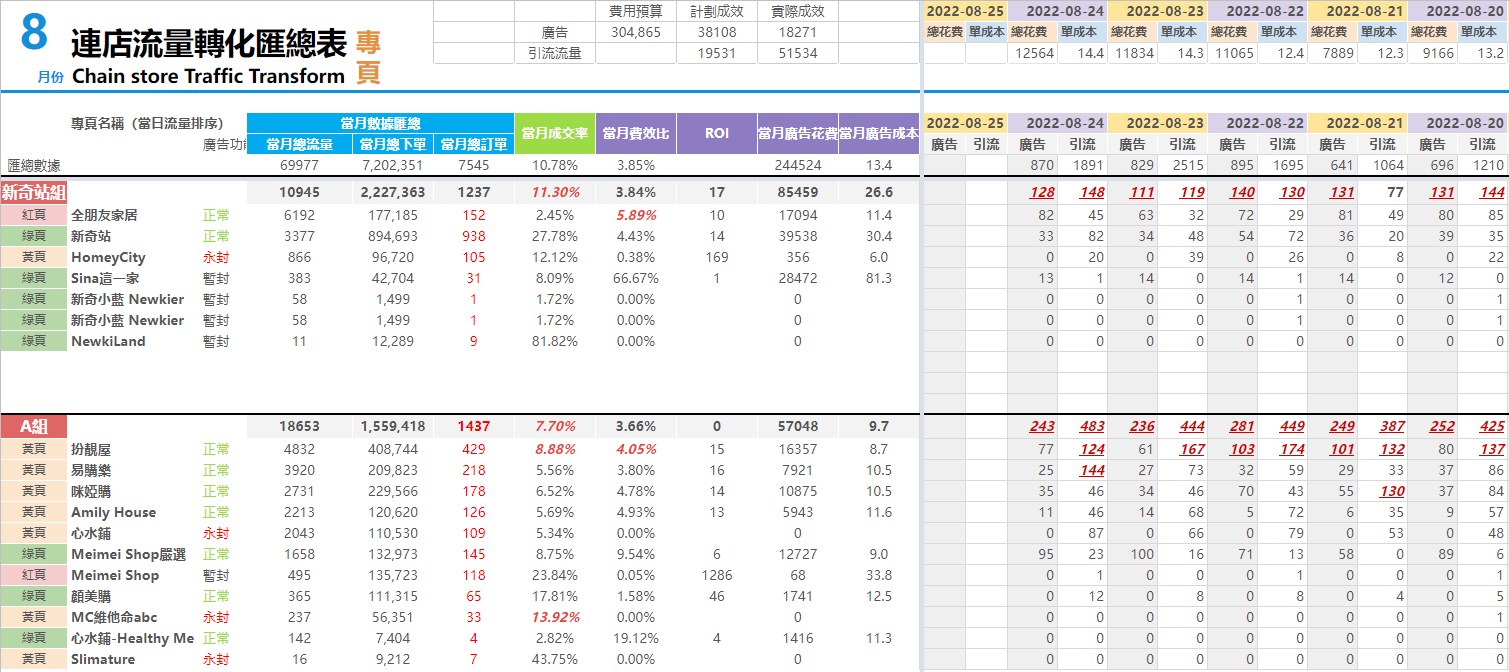 費用預算 計劃成效 實際成效 2022-08-25 2022-08-24 2022-08-23 2022-08-22 2022-08-21 2022-08-20
8 連店流量轉化匯總表 專頁 廣告 304,865 38108 18271 總花費 單成本 總花費 單成本 總花費 單成本 總花費 單成本 總花費 單成本 總花費 單成本
引流流量 19531 51534 12564 14.4 11834 14.3 11065 12.4 7889 12.3 9166 13.2
月份 Chain store Traffic Transform
專頁名稱（當日流量排序） 當月數據匯總 當月成交率 當月費效比 ROI 當月廣告花費 當月廣告成本 2022-08-25 2022-08-24 2022-08-23 2022-08-22 2022-08-21 2022-08-20
廣告功能 當月總流量 當月總下單 當月總訂單 廣告 引流 廣告 引流 廣告 引流 廣告 引流 廣告 引流 廣告 引流
匯總數據 69977 7,202,351 7545 10.78% 3.85% 244524 13.4 870 1891 829 2515 895 1695 641 1064 696 1210
新奇站組 10945 2,227,363 1237 11.30% 3.84% 17 85459 26.6 128 148 111 119 140 130 131 77 131 144
紅頁 全朋友家居 正常 6192 177,185 152 2.45% 5.89% 10 17094 11.4 82 45 63 32 72 29 81 49 80 85
綠頁 新奇站 正常 3377 894,693 938 27.78% 4.43% 14 39538 30.4 33 82 34 48 54 72 36 20 39 35
黃頁 HomeyCity 永封 866 96,720 105 12.12% 0.38% 169 356 6.0 0 20 0 39 0 26 0 8 0 22
綠頁 Sina這一家 暫封 383 42,704 31 8.09% 66.67% 1 28472 81.3 13 1 14 0 14 1 14 0 12 0
綠頁 新奇小藍 Newkier 暫封 58 1,499 1 1.72% 0.00% 0 0 0 0 0 0 1 0 0 0 1
綠頁 新奇小藍 Newkier 暫封 58 1,499 1 1.72% 0.00% 0 0 0 0 0 0 1 0 0 0 1
綠頁 NewkiLand 暫封 11 12,289 9 81.82% 0.00% 0 0 0 0 0 0 0 0 0 0 0
A組 18653 1,559,418 1437 7.70% 3.66% 0 57048 9.7 243 483 236 444 281 449 249 387 252 425
黃頁 扮靚屋 正常 4832 408,744 429 8.88% 4.05% 15 16357 8.7 77 124 61 167 103 174 101 132 80 137
黃頁 易購樂 正常 3920 209,823 218 5.56% 3.80% 16 7921 10.5 25 144 27 73 32 59 29 33 37 86
黃頁 咪婭購 正常 2731 229,566 178 6.52% 4.78% 14 10875 10.5 35 46 34 46 70 43 55 130 37 84
黃頁 Amily House 正常 2213 120,620 126 5.69% 4.93% 13 5943 11.6 11 46 14 68 5 72 6 35 9 57
黃頁 心水鋪 永封 2043 110,530 109 5.34% 0.00% 0 0 87 0 66 0 79 0 53 0 48
綠頁 Meimei Shop嚴選 正常 1658 132,973 145 8.75% 9.54% 6 12727 9.0 95 23 100 16 71 13 58 0 89 6
紅頁 Meimei Shop 暫封 495 135,723 118 23.84% 0.05% 1286 68 33.8 0 1 0 0 0 1 0 0 0 1
綠頁 顏美購 正常 365 111,315 65 17.81% 1.58% 46 1741 12.5 0 12 0 8 0 8 0 4 0 5
黃頁 MC維他命abc 永封 237 56,351 33 13.92% 0.00% 0 0 0 0 0 0 0 0 0 0 1
綠頁 心水鋪-Healthy Me 正常 142 7,404 4 2.82% 19.12% 4 1416 11.3 0 0 0 0 0 0 0 0 0 0
黃頁 Slimature 永封 16 9,212 7 43.75% 0.00% 0 0 0 0 0 0 0 0 0 0 0